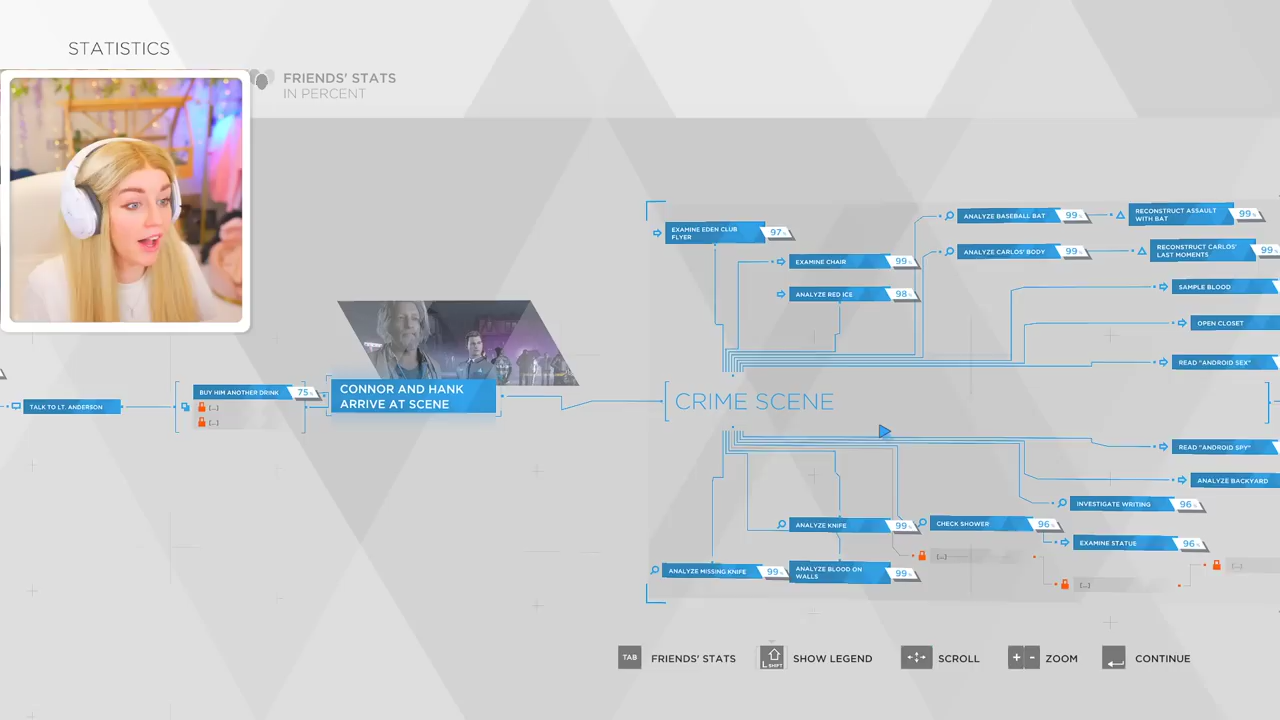 STATISTICS
FRIENDS' STATS
IN PERCENT
EXAMINE EDEN CLUB
FLYER
97%
EXAMINE CHAIR
99%
ANALYZE RED ICE
98%
ANALYZE BASEBALL BAT
99%
RECONSTRUCT ASSAULT
WITH BAT
99%
ANALYZE CARLOS' BODY
99%
RECONSTRUCT CARLOS'
LAST MOMENTS
99
SAMPLE BLOOD
OPEN CLOSET
READ "ANDROID SEX"
TALK TO LT. ANDERSON
BUY HIM ANOTHER DRINK
75%
[...]
[...]
CONNOR AND HANK
ARRIVE AT SCENE
CRIME SCENE
READ "ANDROID SPY"
ANALYZE BACKYARD
INVESTIGATE WRITING
96%
ANALYZE KNIFE
99%
CHECK SHOWER
96%
EXAMINE STATUE
96%
[...]
[...]
[...]
ANALYZE MISSING KNIFE
99%
ANALYZE BLOOD ON
WALLS
99%
TAB
FRIENDS' STATS
L SHIFT
SHOW LEGEND
SCROLL
+ -
ZOOM
CONTINUE